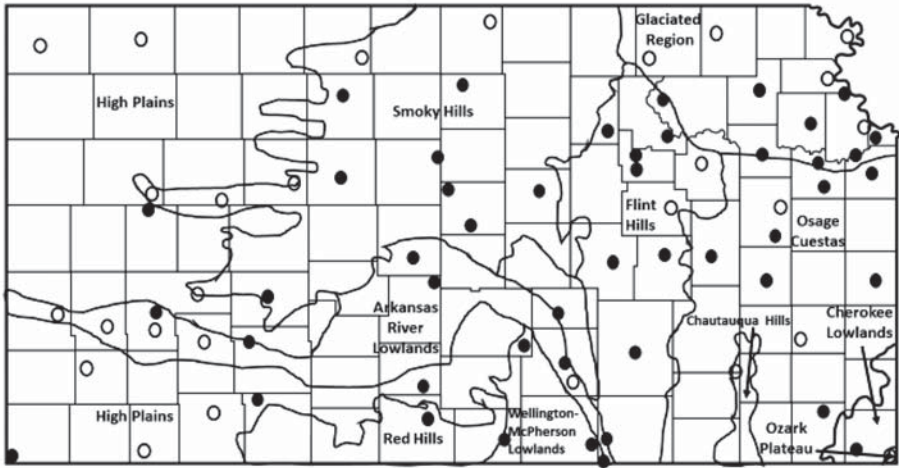 Glaciated
Region
High Plains
Smoky Hills
Flint
Hills
Osage
Cuestas
Arkansas
River
Lowlands
Chautauqua Hills
Cherokee
Lowlands
High Plains
Red Hills
Wellington-
McPherson
Lowlands
Ozark
Plateau